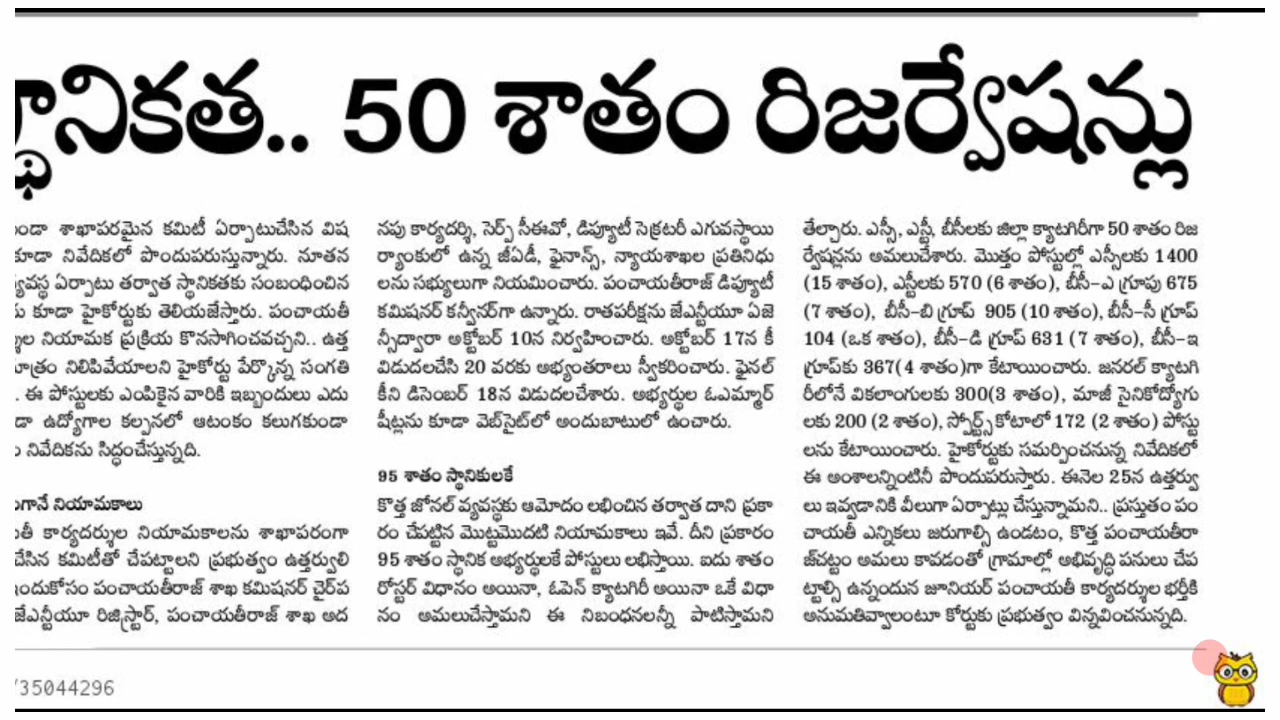 స్థానికత.. 50 శాతం రిజర్వేషన్లు
ండా శాఖాపరమైన కమిటీ ఏర్పాటుచేసిన విష
కూడా నివేదికలో పొందుపరుస్తున్నారు. నూతన
వ్యవస్థ ఏర్పాటు తర్వాత స్థానికతకు సంబంధించిన
కూడా హైకోర్టుకు తెలియజేస్తారు. పంచాయతీ
నియామక ప్రక్రియ కొనసాగించవచ్చని.. ఉత్త
మాత్రం నిలిపివేయాలని హైకోర్టు పేర్కొన్న సంగతి
. ఈ పోస్టులకు ఎంపికైన వారికి ఇబ్బందులు ఎదు
డా ఉద్యోగాల కల్పనలో ఆటంకం కలుగకుండా
నివేదికను సిద్ధంచేస్తున్నది.
గానే నియామకాలు
తీ కార్యదర్శుల నియామకాలను శాఖాపరంగా
చేసిన కమిటీతో చేపట్టాలని ప్రభుత్వం ఉత్తర్వులి
ఇందుకోసం పంచాయతీరాజ్ శాఖ కమిషనర్ చైర్‌ప
జేఎన్టీయూ రిజిస్ట్రార్, పంచాయతీరాజ్ శాఖ అద
నపు కార్యదర్శి, సెర్ప్ సీఈవో, డిప్యూటీ సెక్రటరీ ఎగువస్థాయి
ర్యాంకులో ఉన్న జీఏడీ, ఫైనాన్స్, న్యాయశాఖల ప్రతినిధు
లను సభ్యులుగా నియమించారు. పంచాయతీరాజ్ డిప్యూటీ
కమిషనర్ కన్వీనర్‌గా ఉన్నారు. రాతపరీక్షను జేఎన్టీయూ ఏజె
న్సీద్వారా అక్టోబర్ 10న నిర్వహించారు. అక్టోబర్ 17న కీ
విడుదలచేసి 20 వరకు అభ్యంతరాలు స్వీకరించారు. ఫైనల్
కీని డిసెంబర్ 18న విడుదలచేశారు. అభ్యర్థుల ఓఎమ్మార్
షీట్లను కూడా వెబ్‌సైట్‌లో అందుబాటులో ఉంచారు.
95 శాతం స్థానికులకే
కొత్త జోనల్ వ్యవస్థకు ఆమోదం లభించిన తర్వాత దాని ప్రకా
రం చేపట్టిన మొట్టమొదటి నియామకాలు ఇవే. దీని ప్రకారం
95 శాతం స్థానిక అభ్యర్థులకే పోస్టులు లభిస్తాయి. ఐదు శాతం
రోస్టర్ విధానం అయినా, ఓపెన్ క్యాటగిరీ అయినా ఒకే విధా
నం అమలుచేస్తామని ఈ నిబంధనలన్నీ పాటిస్తామని
తేల్చారు. ఎస్సీ, ఎస్టీ, బీసీలకు జిల్లా క్యాటగిరీగా 50 శాతం రిజ
ర్వేషన్లను అమలుచేశారు. మొత్తం పోస్టుల్లో ఎస్సీలకు 1400
(15 శాతం), ఎస్టీలకు 570 (6 శాతం), బీసీ-ఎ గ్రూపు 675
(7 శాతం), బీసీ-బి గ్రూప్ 905 (10 శాతం), బీసీ-సీ గ్రూప్
104 (ఒక శాతం), బీసీ-డి గ్రూప్ 631 (7 శాతం), బీసీ-ఇ
గ్రూప్‌కు 367(4 శాతం)గా కేటాయించారు. జనరల్ క్యాటగి
రీలోనే వికలాంగులకు 300(3 శాతం), మాజీ సైనికోద్యోగు
లకు 200 (2 శాతం), స్పోర్ట్స్ కోటాలో 172 (2 శాతం) పోస్టు
లను కేటాయించారు. హైకోర్టుకు సమర్పించనున్న నివేదికలో
ఈ అంశాలన్నింటినీ పొందుపరుస్తారు. ఈనెల 25న ఉత్తర్వు
లు ఇవ్వడానికి వీలుగా ఏర్పాట్లు చేస్తున్నామని.. ప్రస్తుతం పం
చాయతీ ఎన్నికలు జరుగాల్సి ఉండటం, కొత్త పంచాయతీరా
జ్‌చట్టం అమలు కావడంతో గ్రామాల్లో అభివృద్ధి పనులు చేప
ట్టాల్సి ఉన్నందున జూనియర్ పంచాయతీ కార్యదర్శుల భర్తీకి
అనుమతివ్వాలంటూ కోర్టుకు ప్రభుత్వం విన్నవించనున్నది.
/35044296